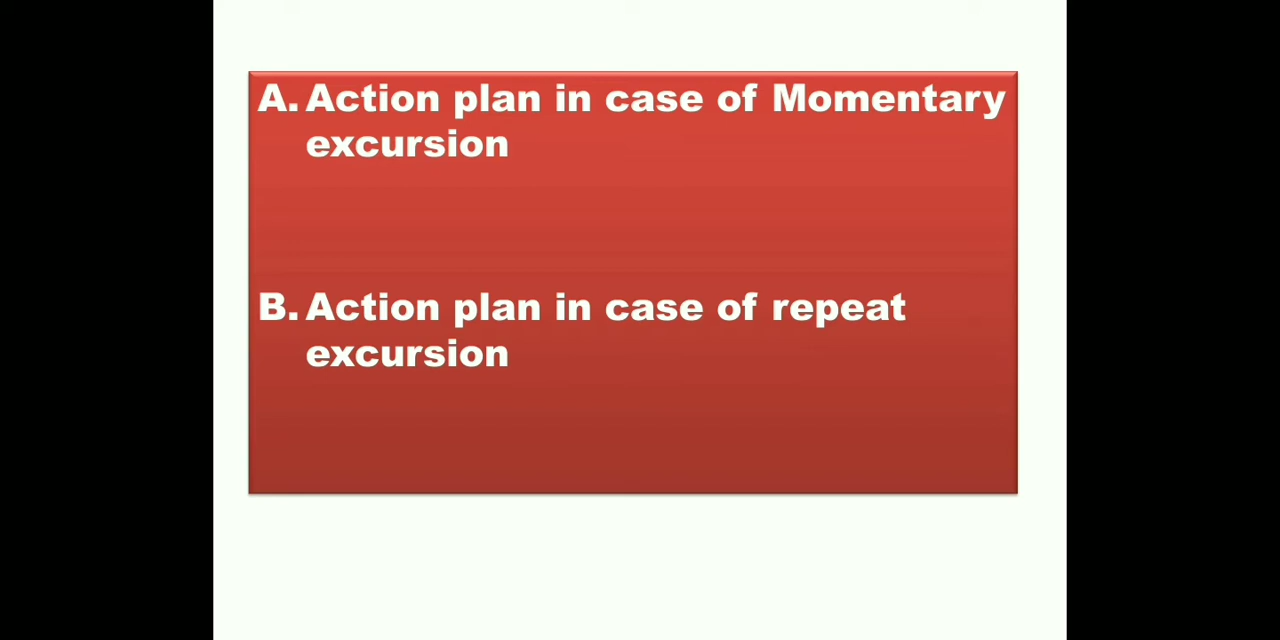 A. Action plan in case of Momentary
excursion
B. Action plan in case of repeat
excursion